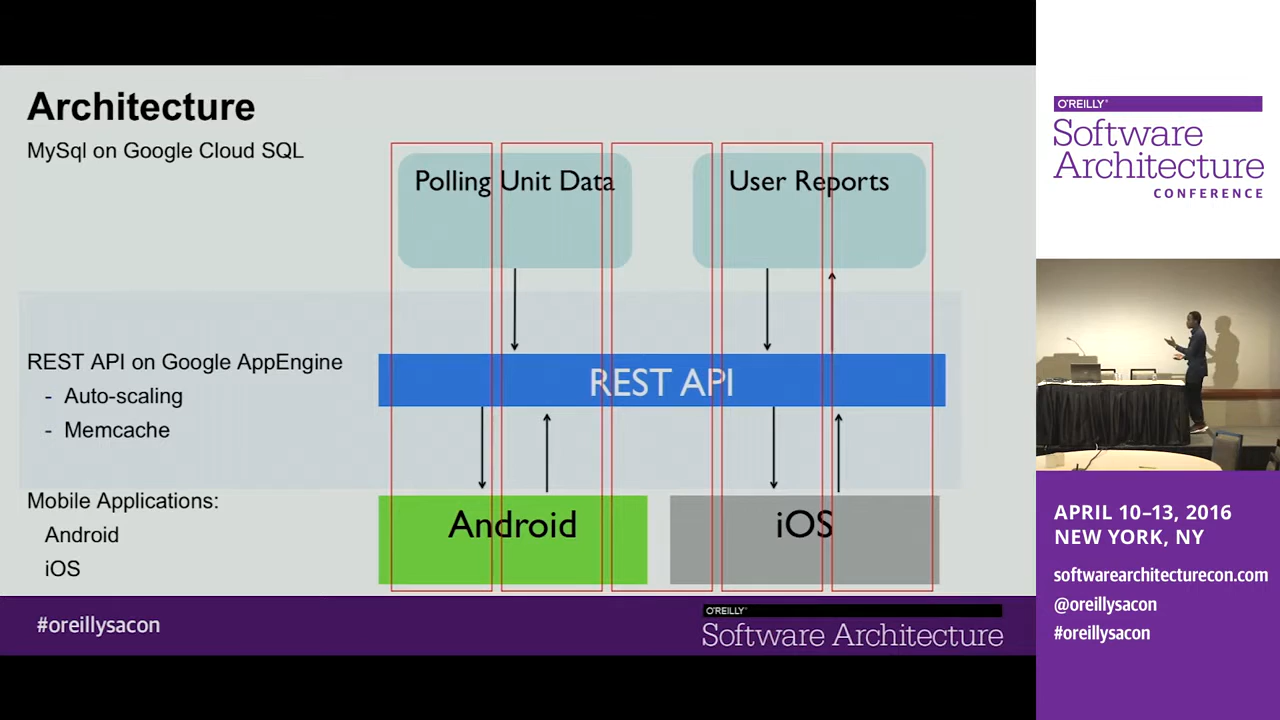 Architecture
MySql on Google Cloud SQL
Polling Unit Data
User Reports
REST API on Google AppEngine
- Auto-scaling
- Memcache
REST API
Mobile Applications:
Android
iOS
Android
iOS
#oreillysacon
O'REILLY®
Software Architecture
O'REILLY®
Software
Architecture
CONFERENCE
APRIL 10–13, 2016
NEW YORK, NY
softwarearchitecturecon.com
@oreillysacon
#oreillysacon